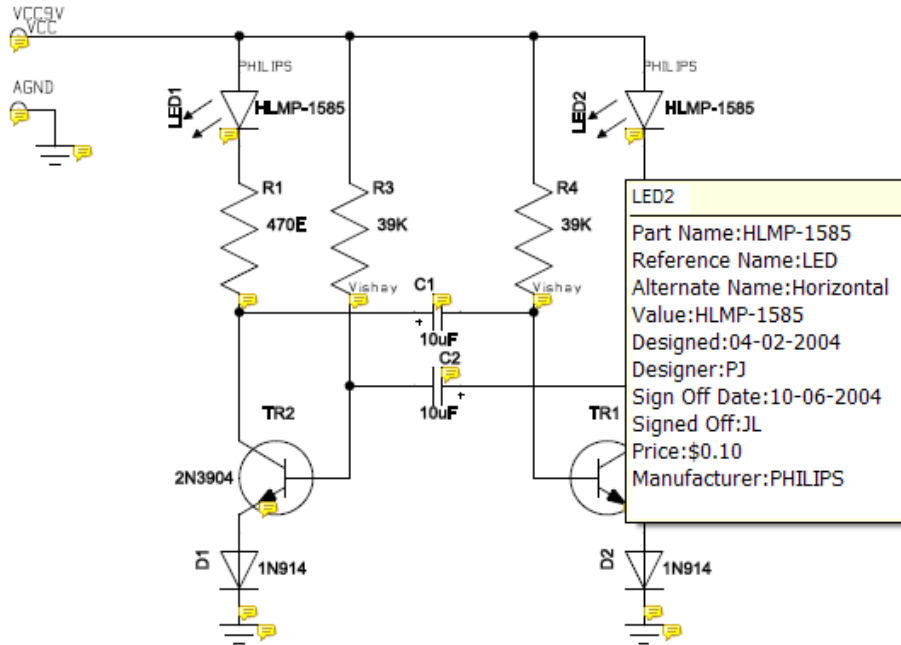 VCC9V
VCC
AGND
PHILIPS
PHILIPS
LED1
HLMP-1585
LED2
HLMP-1585
R1
R3
R4
470E
39K
39K
Vishay
C1
Vishay
10uF
C2
10uF
TR2
TR1
2N3904
D1
1N914
D2
1N914
LED2
Part Name:HLMP-1585
Reference Name:LED
Alternate Name:Horizontal
Value:HLMP-1585
Designed:04-02-2004
Designer:PJ
Sign Off Date:10-06-2004
Signed Off:JL
Price:$0.10
Manufacturer:PHILIPS